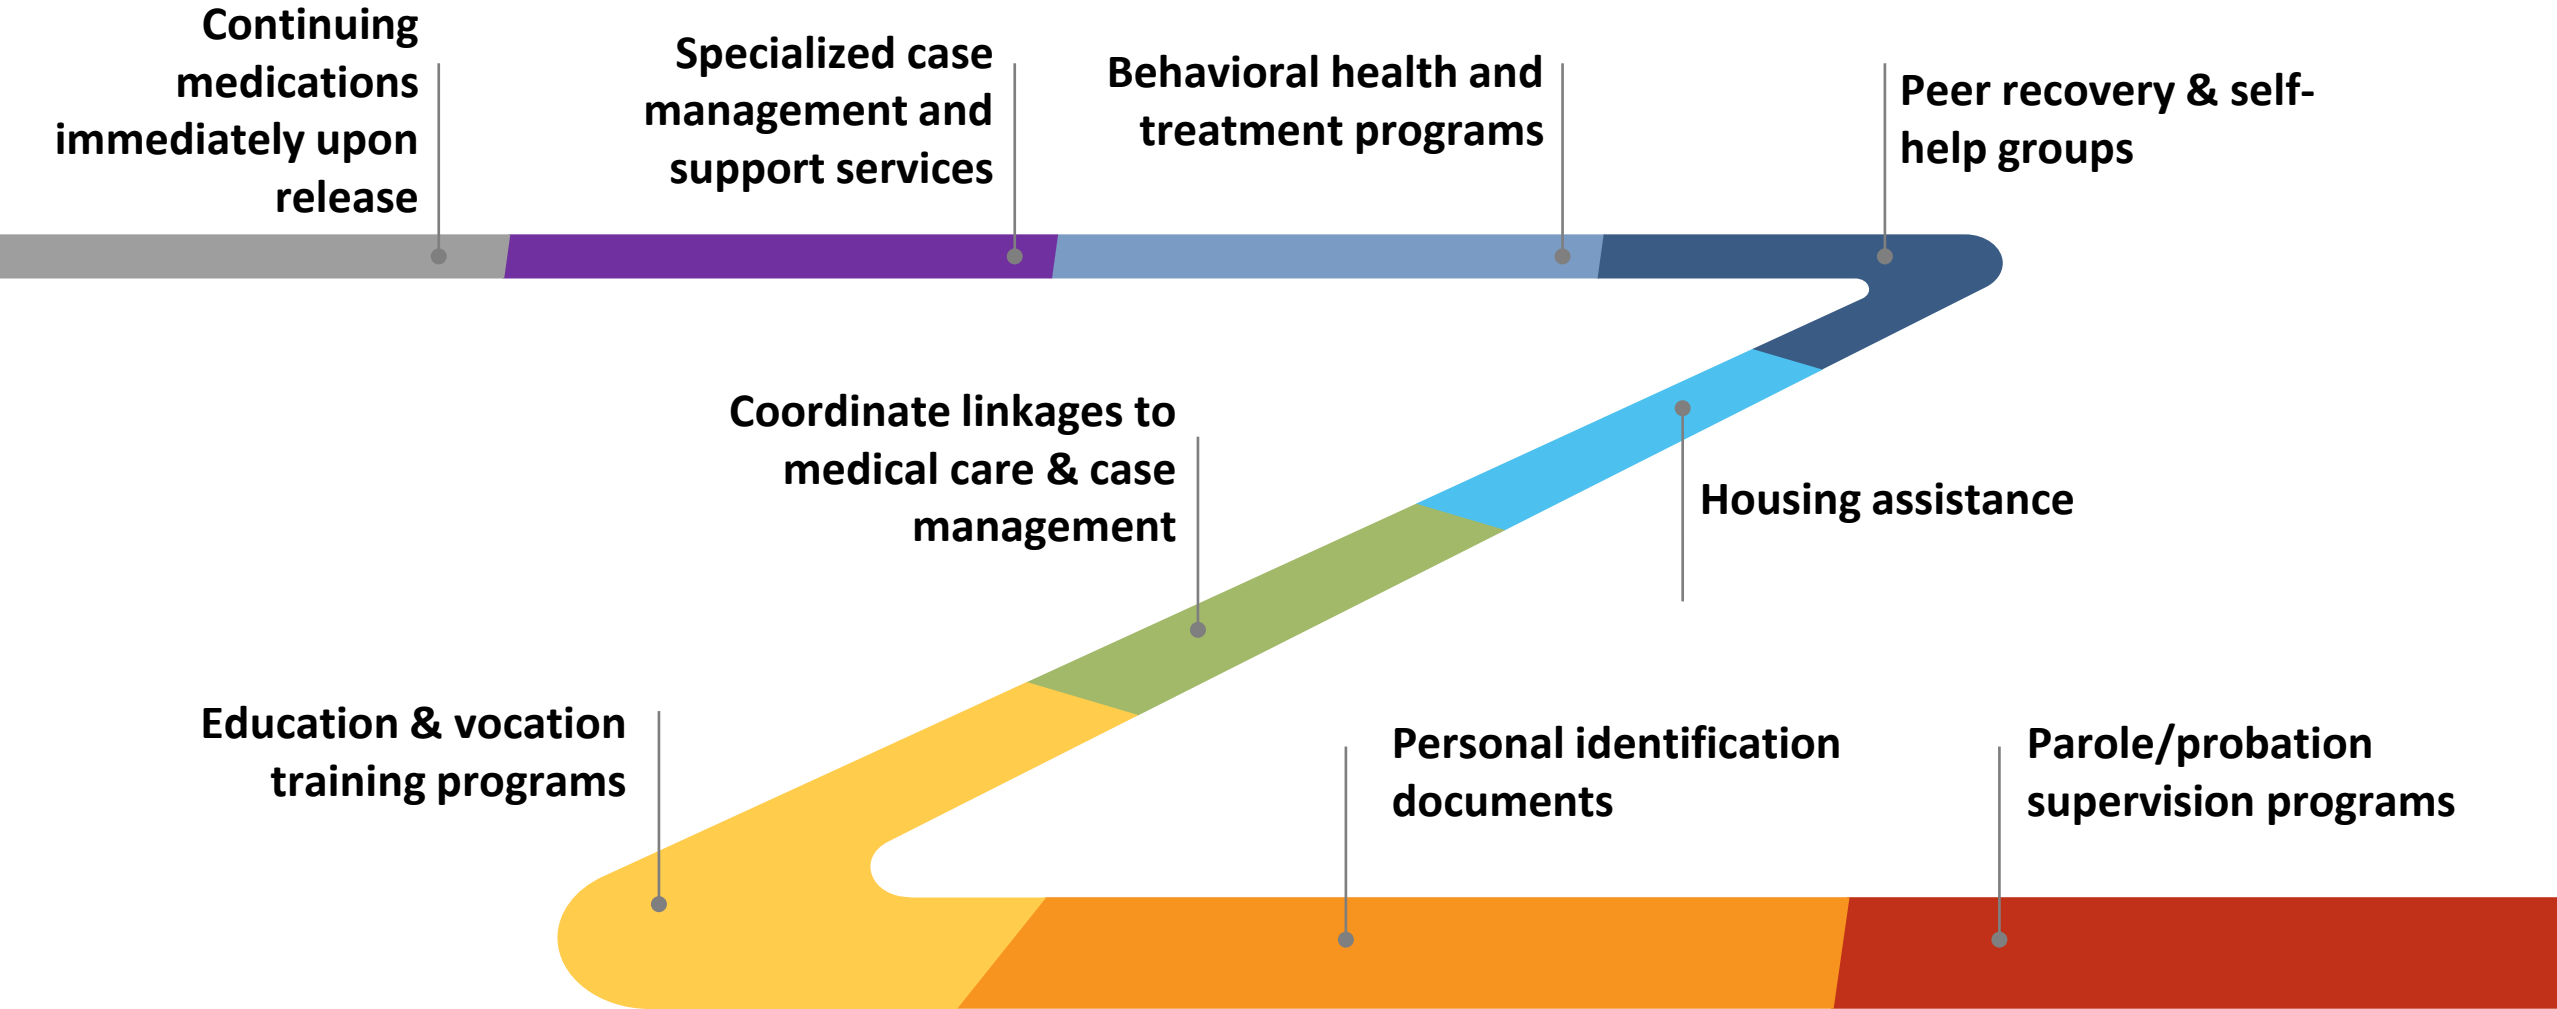 Continuing
medications
immediately upon
release
Specialized case
management and
support services
Behavioral health and
treatment programs
Peer recovery & self-
help groups
Coordinate linkages to
medical care & case
management
Housing assistance
Education & vocation
training programs
Personal identification
documents
Parole/probation
supervision programs